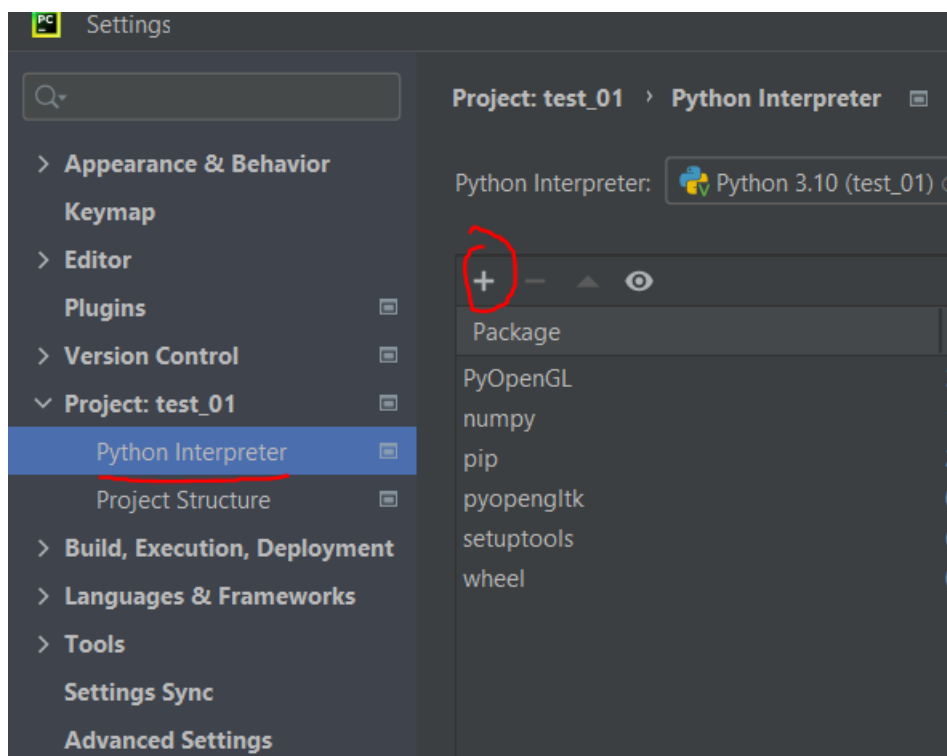 PC
Settings
Appearance & Behavior
Keymap
Editor
Plugins
Version Control
Project: test_01
Python Interpreter
Project Structure
Build, Execution, Deployment
Languages & Frameworks
Tools
Settings Sync
Advanced Settings
Project: test_01 › Python Interpreter
Python Interpreter: Python 3.10 (test_01)
Package
PyOpenGL
numpy
pip
pyopengltk
setuptools
wheel